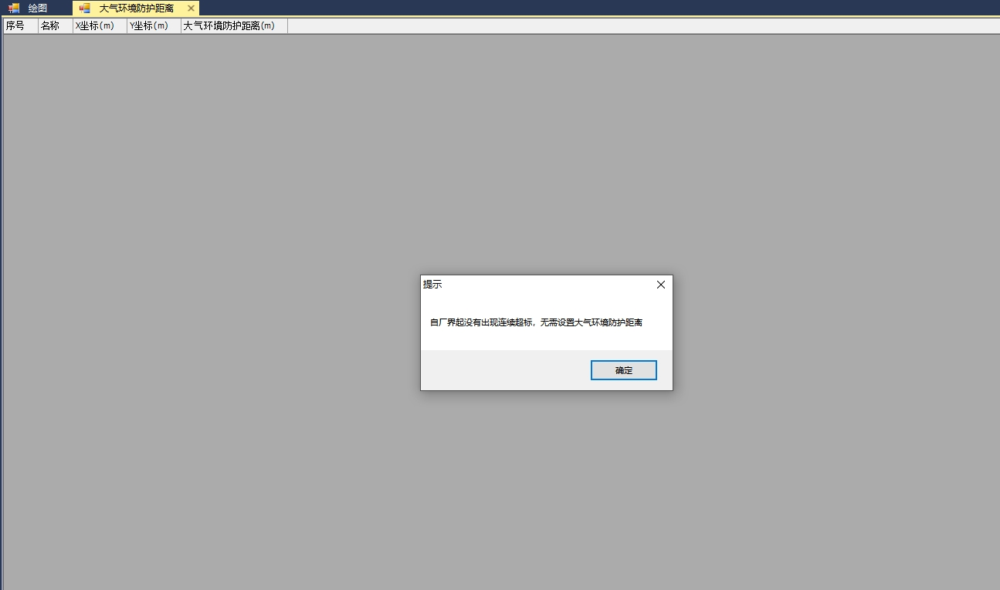 绘图 大气环境防护距离
序号 名称 X坐标(m) Y坐标(m) 大气环境防护距离(m)
提示
自厂界起没有出现连续超标，无需设置大气环境防护距离
确定